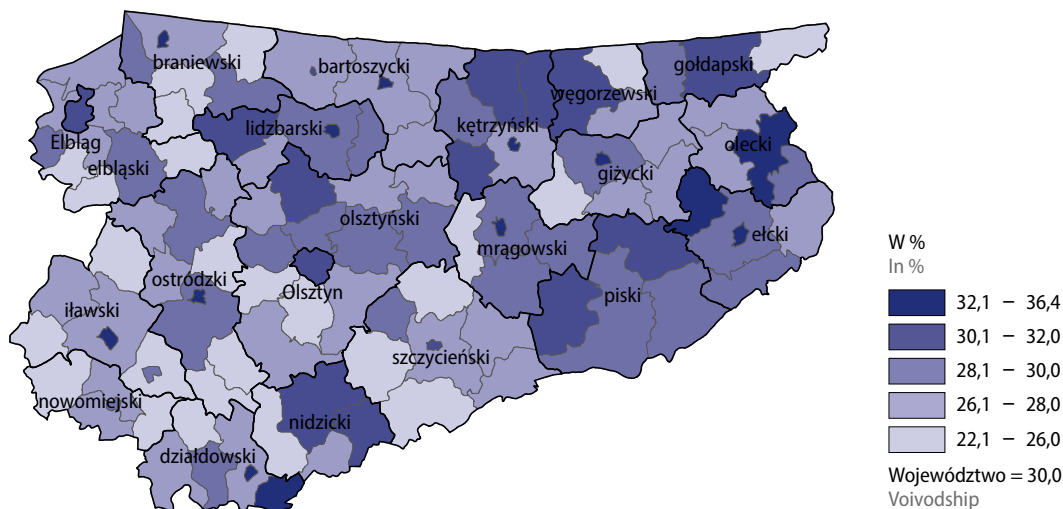 braniewski
bartoszycki
gołdapski
węgorzewski
lidzbarski
kętrzyński
Elbląg
olecki
elbląski
giżycki
olsztyński
ełcki
mrągowski
ostródzki
Olsztyn
piski
iławski
szczycieński
nowomiejski
nidzicki
działdowski
W %
In %
32,1 – 36,4
30,1 – 32,0
28,1 – 30,0
26,1 – 28,0
22,1 – 26,0
Województwo = 30,0
Voivodship